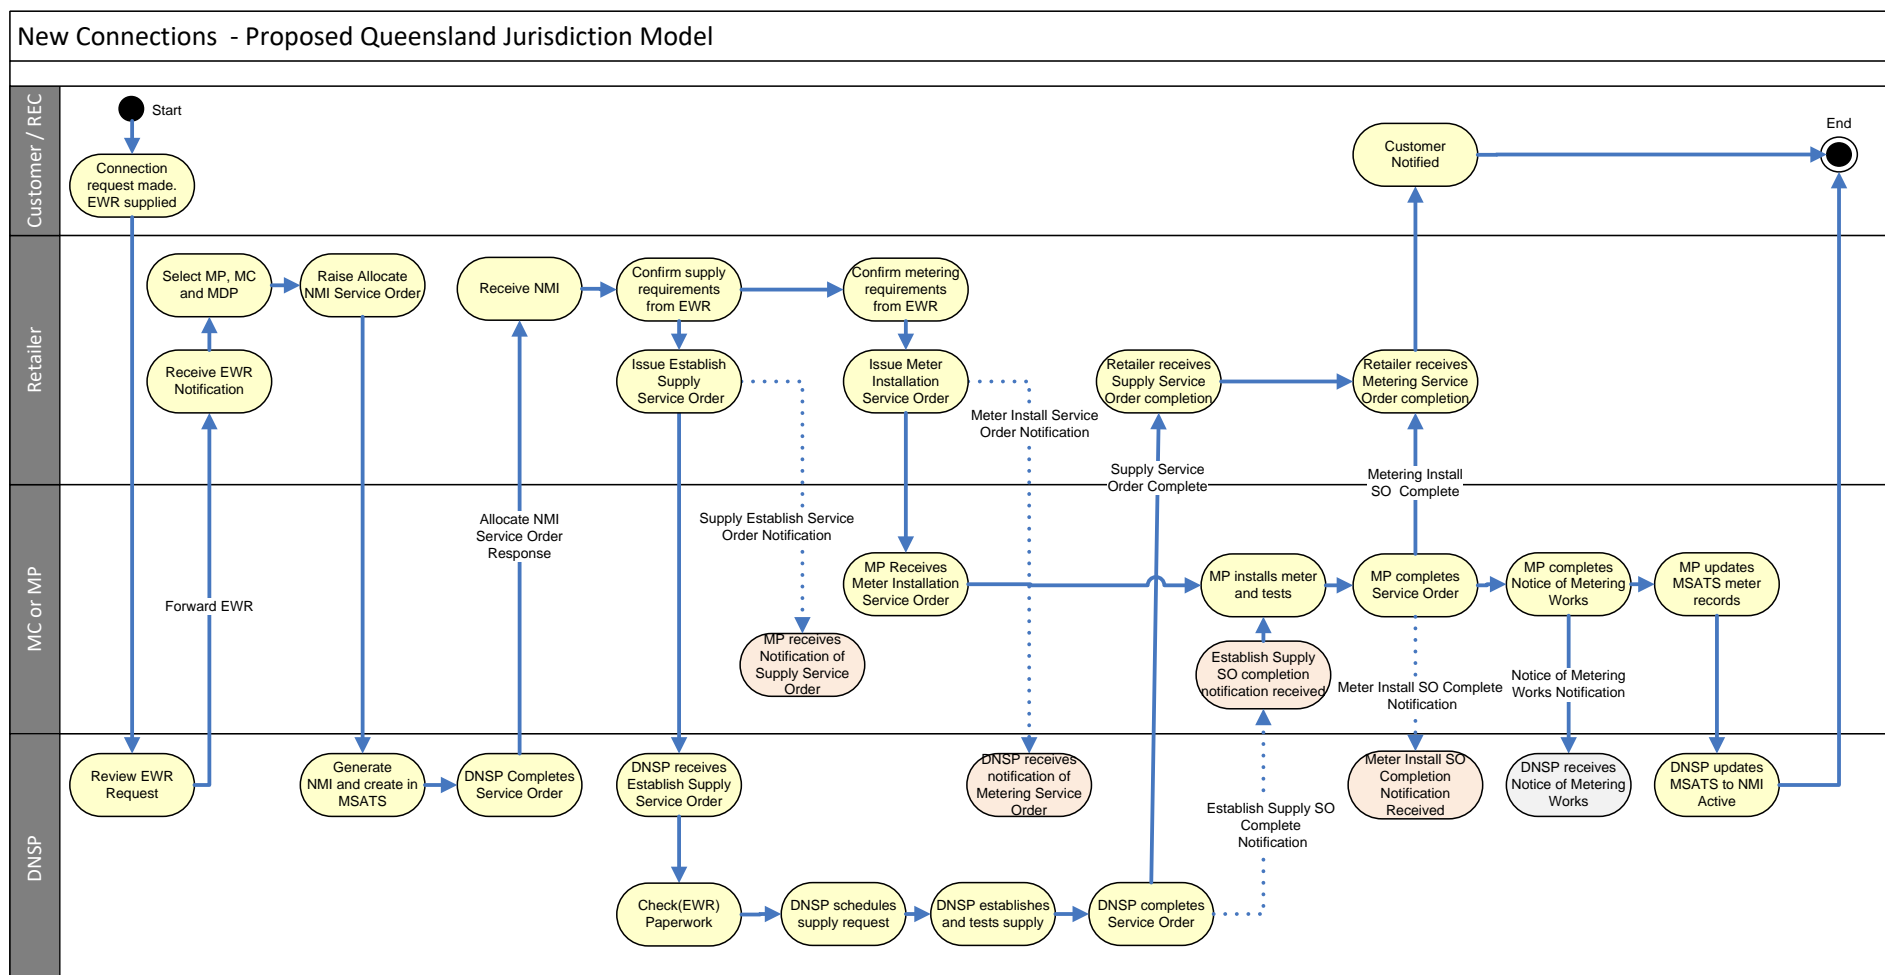 New Connections  - Proposed Queensland Jurisdiction Model
Customer / REC
Start
Connection
request made.
EWR supplied
Customer
Notified
End
Retailer
Select MP, MC
and MDP
Raise Allocate
NMI Service Order
Receive NMI
Confirm supply
requirements
from EWR
Confirm metering
requirements
from EWR
Receive EWR
Notification
Issue Establish
Supply
Service Order
Issue Meter
Installation
Service Order
Meter Install Service
Order Notification
Retailer receives
Supply Service
Order completion
Retailer receives
Metering Service
Order completion
Supply Service
Order Complete
Metering Install
SO  Complete
MC or MP
Forward EWR
Allocate NMI
Service Order
Response
Supply Establish Service
Order Notification
MP Receives
Meter Installation
Service Order
MP installs meter
and tests
MP completes
Service Order
MP completes
Notice of Metering
Works
MP updates
MSATS meter
records
MP receives
Notification of
Supply Service
Order
Establish Supply
SO completion
notification received
Meter Install SO Complete
Notification
Notice of Metering
Works Notification
DNSP
Review EWR
Request
Generate
NMI and create in
MSATS
DNSP Completes
Service Order
DNSP receives
Establish Supply
Service Order
DNSP receives
notification of
Metering Service
Order
Establish Supply SO
Complete
Notification
Meter Install SO
Completion
Notification
Received
DNSP receives
Notice of Metering
Works
DNSP updates
MSATS to NMI
Active
Check(EWR)
Paperwork
DNSP schedules
supply request
DNSP establishes
and tests supply
DNSP completes
Service Order